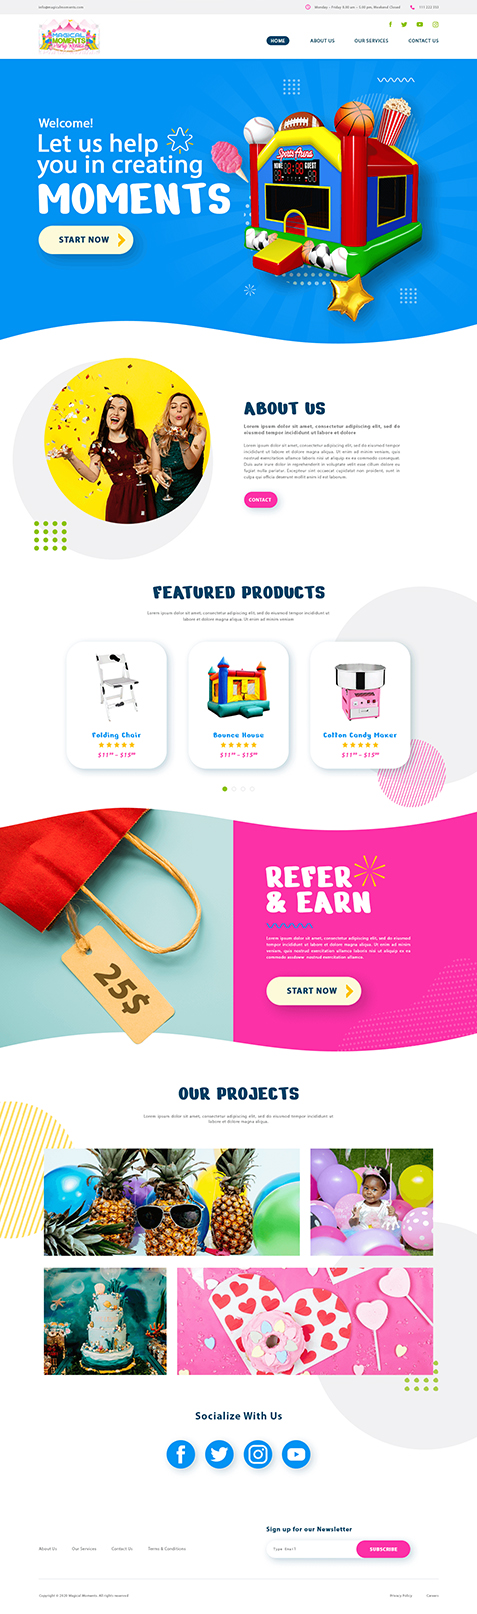 info@magicalmoments.com
Monday - Friday 8.00 am - 5.00 pm, Weekend Closed
111 222 333
MAGICAL
MOMENTS
Party Rentals
HOME
ABOUT US
OUR SERVICES
CONTACT US
Welcome!
Let us help
you in creating
MOMENTS
START NOW
Sports Arena
HOME
GUEST
ABOUT US
Lorem ipsum dolor sit amet, consectetur adipiscing elit, sed do
eiusmod tempor incididunt ut labore et dolore
Lorem ipsum dolor sit amet, consectetur adipiscing elit, sed do eiusmod
tempor incididunt ut labore et dolore magna aliqua. Ut enim ad minim
veniam, quis nostrud exercitation ullamco laboris nisi ut aliquip ex ea commodo consequat.
Duis aute irure dolor in reprehenderit in voluptate velit esse cillum dolore eu
fugiat nulla pariatur. Excepteur sint occaecat cupidatat non proident, sunt in
culpa qui officia deserunt mollit anim id est laborum.
CONTACT
FEATURED PRODUCTS
Lorem ipsum dolor sit amet, consectetur adipiscing elit, sed do eiusmod tempor incididunt ut
labore et dolore magna aliqua. Ut enim ad minim veniam
Folding Chair
Bounce House
Cotton Candy Maker
$11⁹⁹ – $15⁹⁹
$11⁹⁹ – $15⁹⁹
$11⁹⁹ – $15⁹⁹
25$
REFER
& EARN
Lorem ipsum dolor sit amet, consectetur adipiscing elit, sed do eiusmod
tempor incididunt ut labore et dolore magna aliqua. Ut enim ad minim
veniam, quis nostrud exercitation ullamco laboris nisi ut aliquip ex ea
commodo assdowe nostrud exercitation ullamco.
START NOW
OUR PROJECTS
Lorem ipsum dolor sit amet, consectetur adipiscing elit, sed do eiusmod tempor incididunt ut labore et dolore magna
aliqua.
Socialize With Us
Sign up for our Newsletter
About Us
Our Services
Contact Us
Terms & Conditions
Type Email
SUBSCRIBE
Copyright © 2020 Magical Moments. All rights reserved
Privacy Policy
Careers